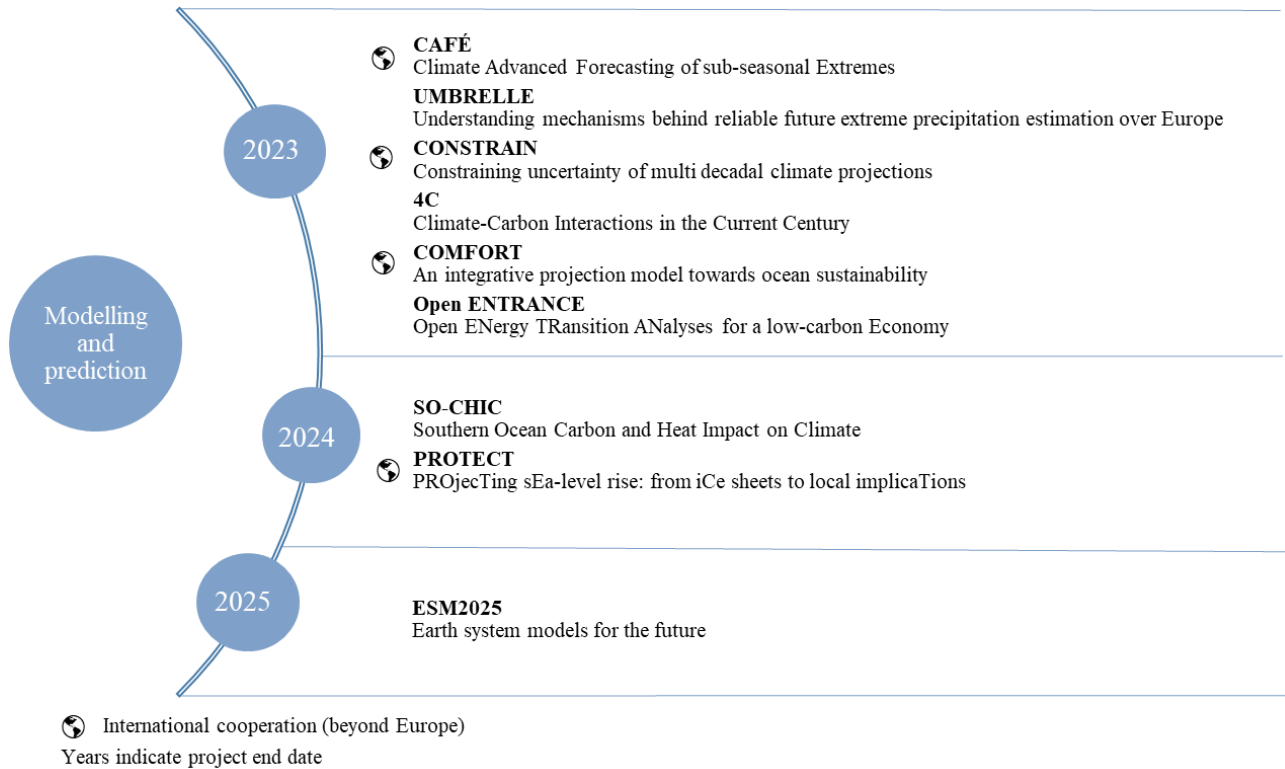 Modelling
and
prediction
2023
CAFÉ
Climate Advanced Forecasting of sub-seasonal Extremes
UMBRELLE
Understanding mechanisms behind reliable future extreme precipitation estimation over Europe
CONSTRAIN
Constraining uncertainty of multi decadal climate projections
4C
Climate-Carbon Interactions in the Current Century
COMFORT
An integrative projection model towards ocean sustainability
Open ENTRANCE
Open ENergy TRansition ANalyses for a low-carbon Economy
2024
SO-CHIC
Southern Ocean Carbon and Heat Impact on Climate
PROTECT
PROjecTing sEa-level rise: from iCe sheets to local implicaTions
2025
ESM2025
Earth system models for the future
International cooperation (beyond Europe)
Years indicate project end date